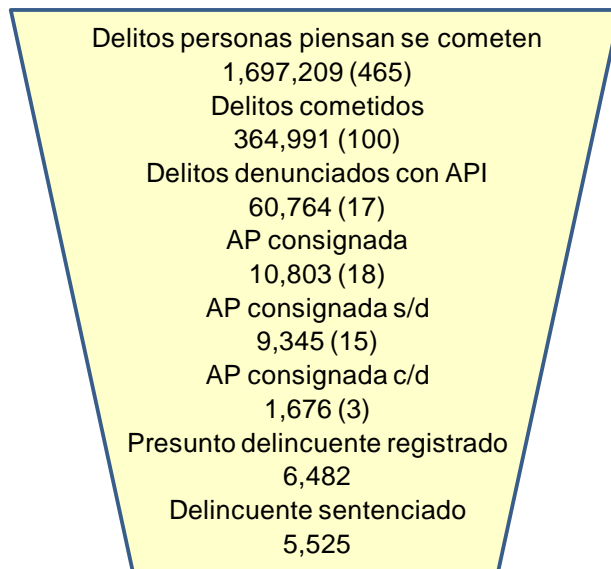 Delitos personas piensan se cometen
1,697,209 (465)
Delitos cometidos
364,991 (100)
Delitos denunciados con API
60,764 (17)
AP consignada
10,803 (18)
AP consignada s/d
9,345 (15)
AP consignada c/d
1,676 (3)
Presunto delincuente registrado
6,482
Delincuente sentenciado
5,525